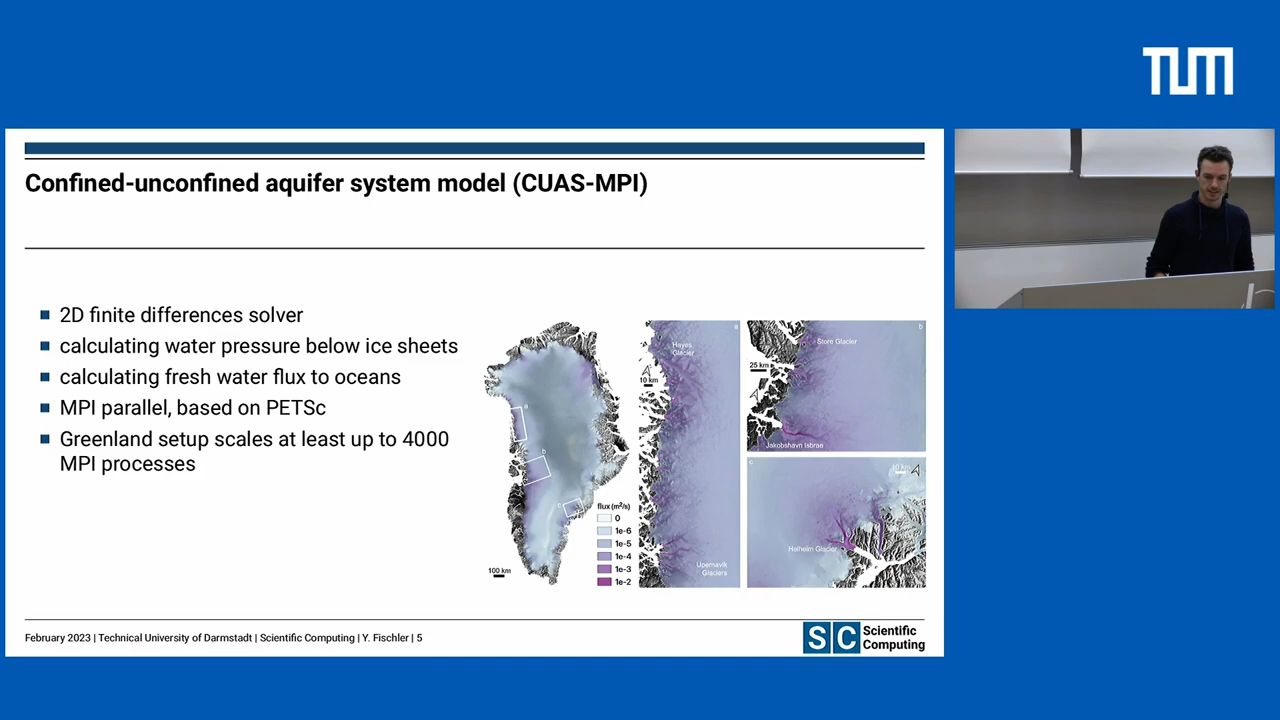 TUM
Confined-unconfined aquifer system model (CUAS-MPI)
2D finite differences solver
calculating water pressure below ice sheets
calculating fresh water flux to oceans
MPI parallel, based on PETSc
Greenland setup scales at least up to 4000
MPI processes
a
b
c
100 km
flux (m²/s)
0
1e-6
1e-5
1e-4
1e-3
1e-2
a
Hayes
Glacier
10 km
Upernavik
Glaciers
b
Store Glacier
25 km
Jakobshavn Isbrae
c
10 km
Helheim Glacier
February 2023 | Technical University of Darmstadt | Scientific Computing | Y. Fischler | 5
SC Scientific
Computing